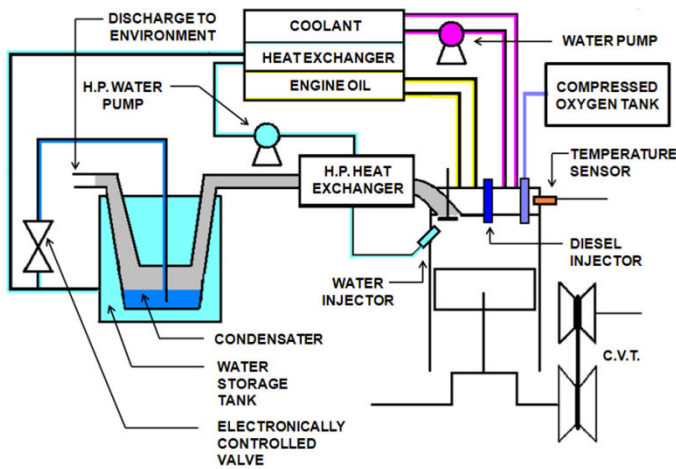 DISCHARGE TO
ENVIRONMENT
COOLANT
HEAT EXCHANGER
ENGINE OIL
WATER PUMP
H.P. WATER
PUMP
COMPRESSED
OXYGEN TANK
H.P. HEAT
EXCHANGER
TEMPERATURE
SENSOR
DIESEL
INJECTOR
WATER
INJECTOR
CONDENSATER
WATER
STORAGE
TANK
C.V.T.
ELECTRONICALLY
CONTROLLED
VALVE